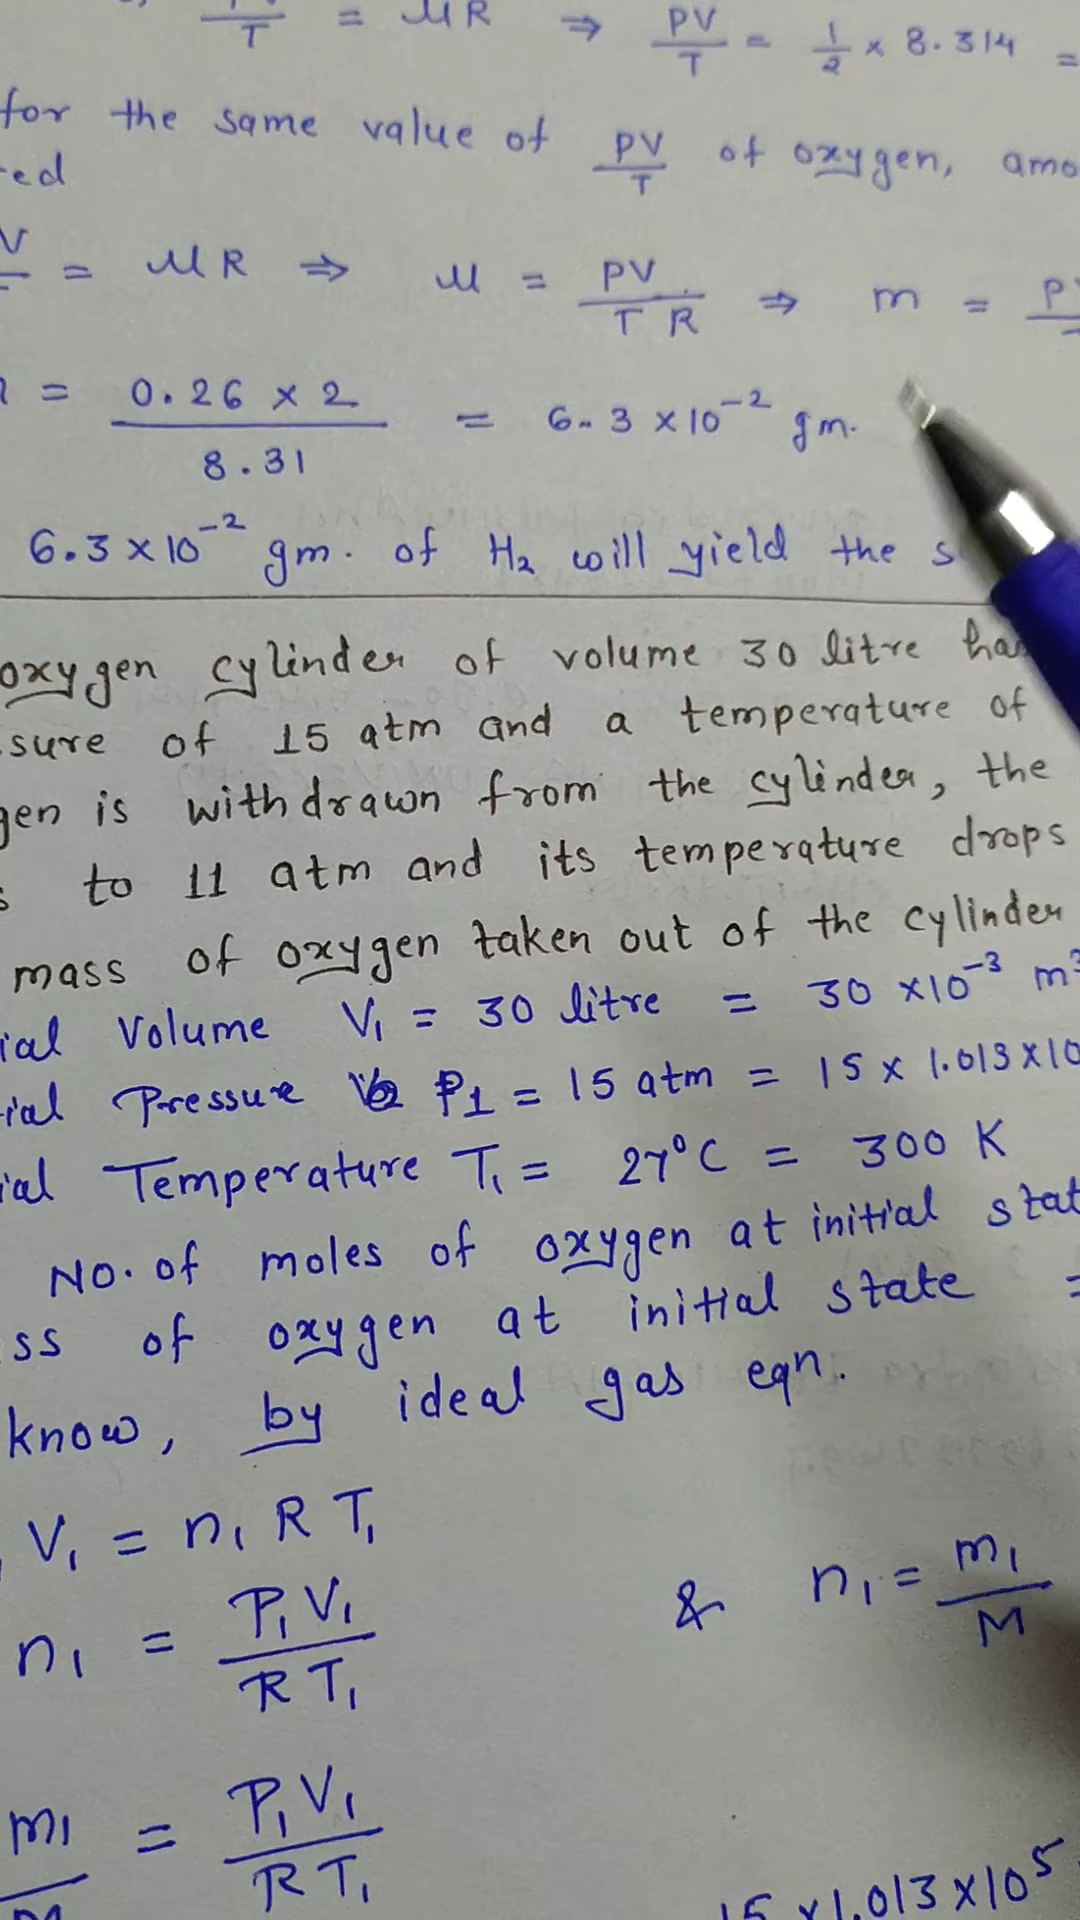 /T = μR ⇒ PV/T = 1/2 × 8.314 =
for the same value of PV/T of oxygen, amo
ed
V = μR ⇒ μ = PV/TR ⇒ m = P
= 0.26 × 2/8.31 = 6.3 × 10⁻² gm.
6.3 × 10⁻² gm. of H₂ will yield the s
oxygen cylinder of volume 30 litre ha
sure of 15 atm and a temperature of
gen is withdrawn from the cylinder, the
s to 11 atm and its temperature drops
mass of oxygen taken out of the cylinder
ial Volume V₁ = 30 litre = 30 × 10⁻³ m³
ial Pressure P₁ = 15 atm = 15 × 1.013 × 10
ial Temperature T₁ = 27°C = 300 K
NO. of moles of oxygen at initial stat
ss of oxygen at initial state =
know, by ideal gas eqn.
V₁ = n₁ R T₁
n₁ = P₁V₁/RT₁ & n₁ = m₁/M
m₁/M = P₁V₁/RT₁
15 × 1.013 × 10⁵